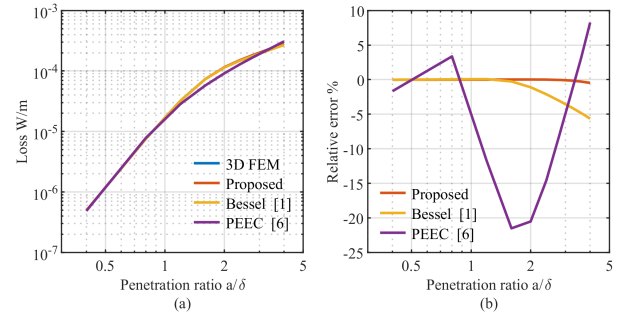 10-3
10-4
10-5
10-6
10-7
Loss W/m
3D FEM
Proposed
Bessel [1]
PEEC [6]
0.5 1 2 5
Penetration ratio a/δ
(a)
10
5
0
-5
-10
-15
-20
-25
Relative error %
Proposed
Bessel [1]
PEEC [6]
0.5 1 2 5
Penetration ratio a/δ
(b)